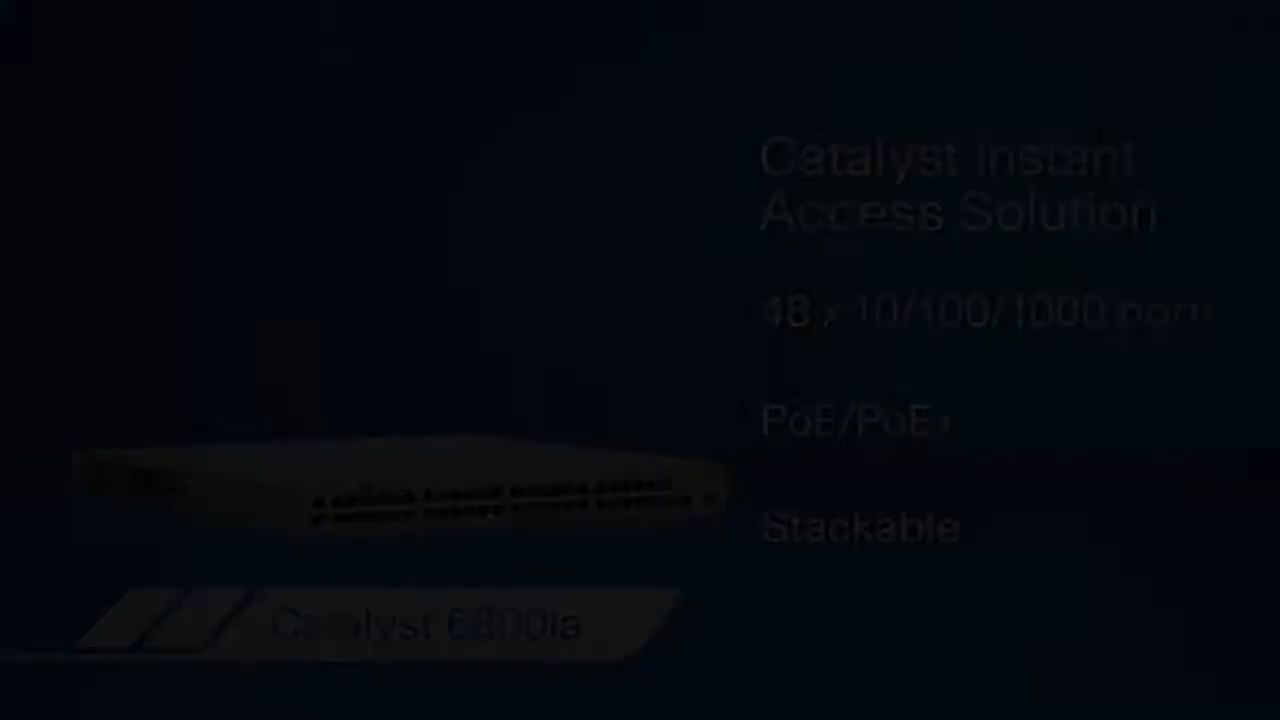 Catalyst Instant
Access Solution
48 x 10/100/1000 ports
PoE/PoE+
Stackable
Catalyst 6800ia